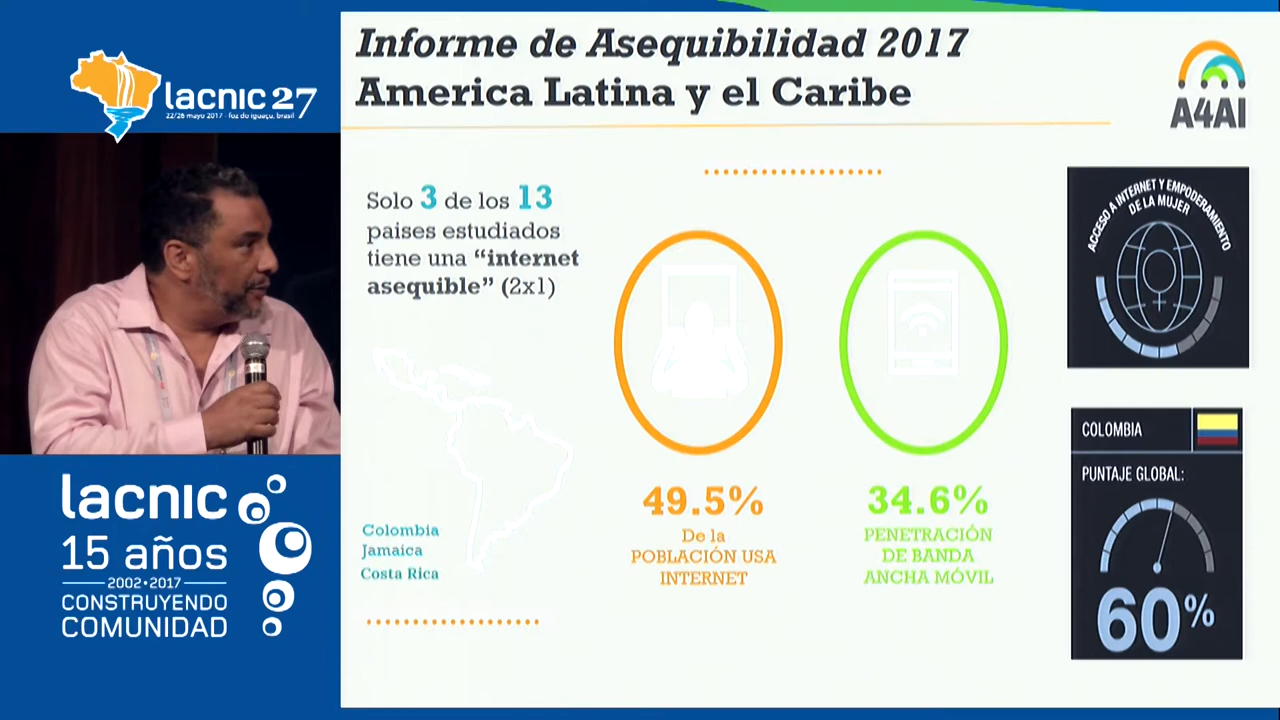 lacnic 27
22/26 mayo 2017 - foz do iguaçu, brasil
lacnic
15 años
2002•2017
CONSTRUYENDO
COMUNIDAD
Informe de Asequibilidad 2017
America Latina y el Caribe
A4AI
Solo 3 de los 13
paises estudiados
tiene una “internet
asequible” (2x1)
Colombia
Jamaica
Costa Rica
49.5%
De la
POBLACIÓN USA
INTERNET
34.6%
PENETRACIÓN
DE BANDA
ANCHA MÓVIL
ACCESO A INTERNET Y EMPODERAMIENTO
DE LA MUJER
COLOMBIA
PUNTAJE GLOBAL:
60%